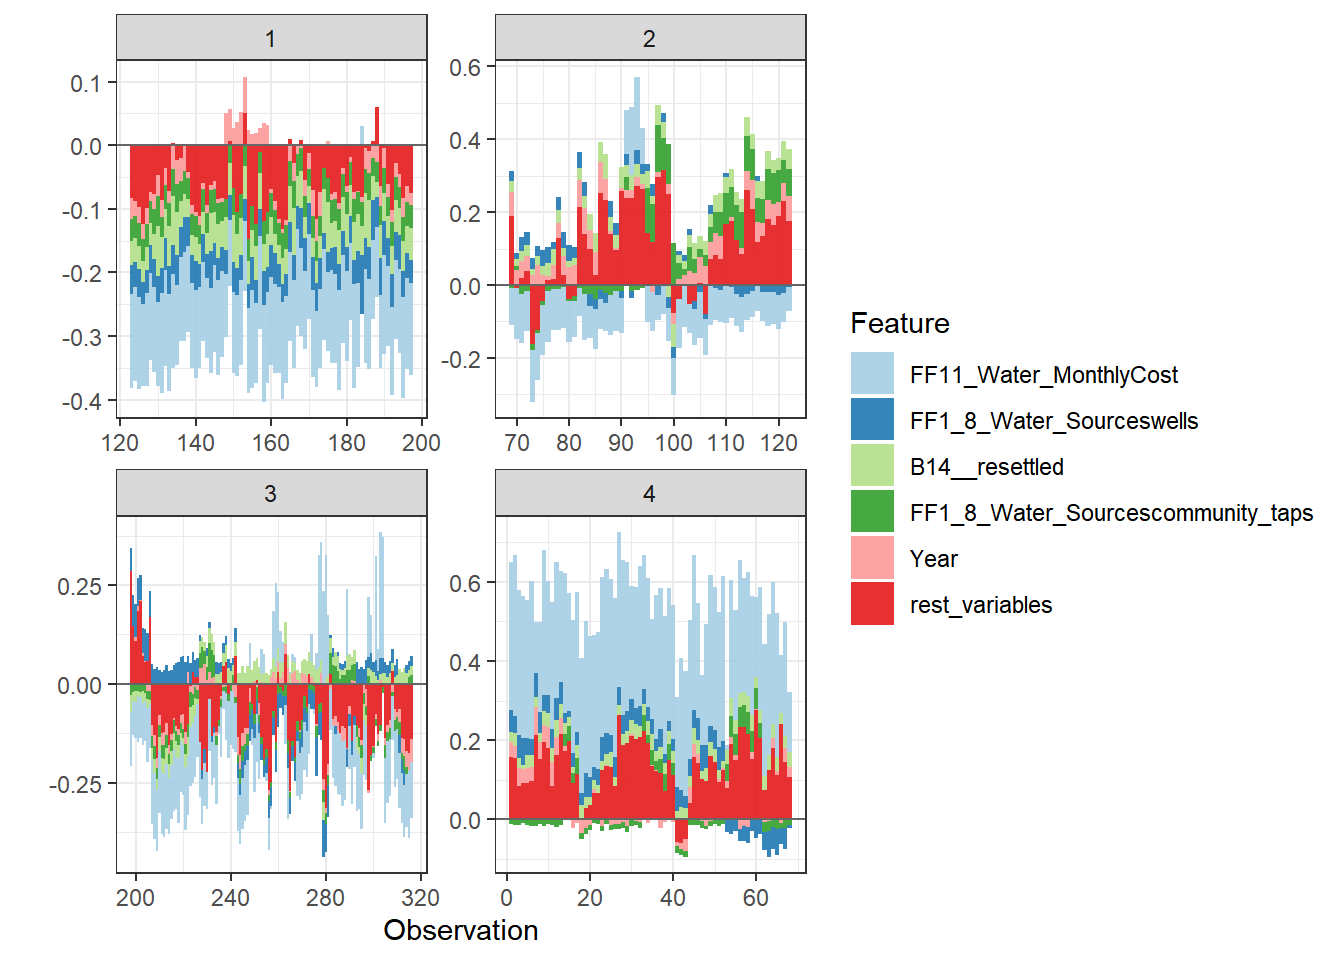 1
2
0.1
0.0
-0.1
-0.2
-0.3
-0.4
120 140 160 180 200
0.6
0.4
0.2
0.0
-0.2
70 80 90 100 110 120
3
4
0.25
0.00
-0.25
200 240 280 320
0.6
0.4
0.2
0.0
0 20 40 60
Observation
Feature
FF11_Water_MonthlyCost
FF1_8_Water_Sourceswells
B14__resettled
FF1_8_Water_Sourcescommunity_taps
Year
rest_variables